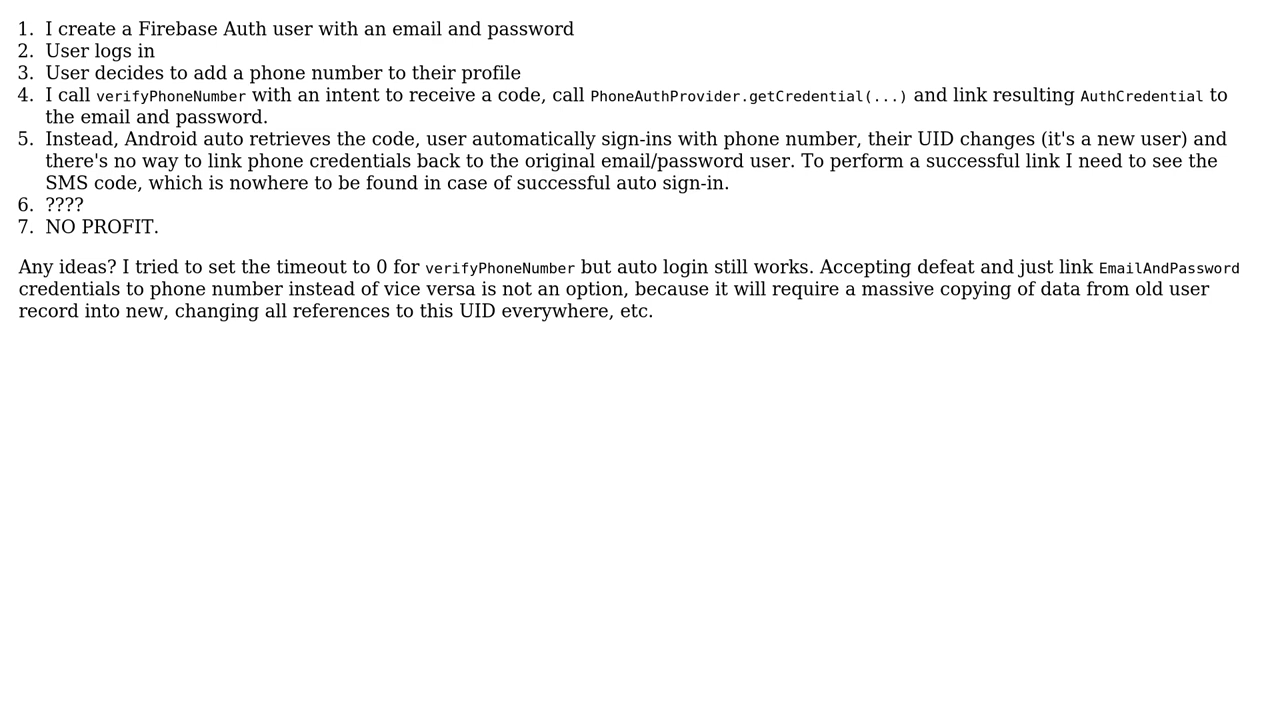 1. I create a Firebase Auth user with an email and password
2. User logs in
3. User decides to add a phone number to their profile
4. I call verifyPhoneNumber with an intent to receive a code, call PhoneAuthProvider.getCredential(...) and link resulting AuthCredential to
the email and password.
5. Instead, Android auto retrieves the code, user automatically sign-ins with phone number, their UID changes (it's a new user) and
there's no way to link phone credentials back to the original email/password user. To perform a successful link I need to see the
SMS code, which is nowhere to be found in case of successful auto sign-in.
6. ????
7. NO PROFIT.
Any ideas? I tried to set the timeout to 0 for verifyPhoneNumber but auto login still works. Accepting defeat and just link EmailAndPassword
credentials to phone number instead of vice versa is not an option, because it will require a massive copying of data from old user
record into new, changing all references to this UID everywhere, etc.